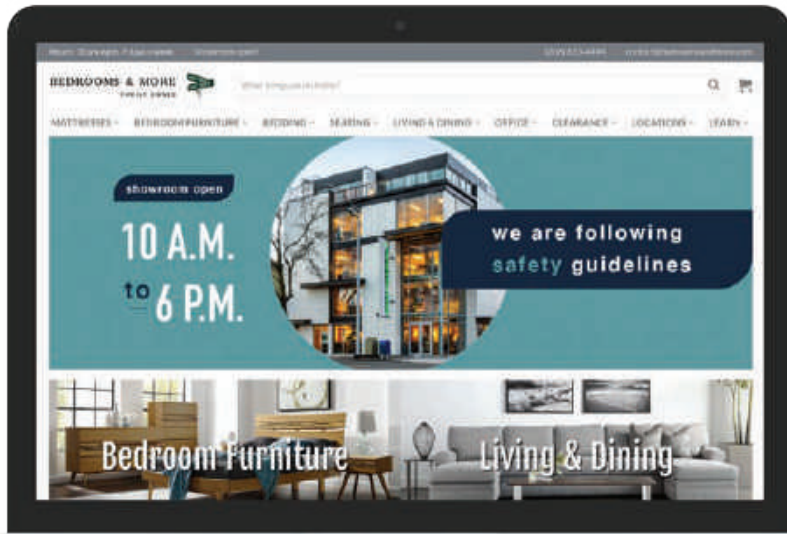 BEDROOMS & MORE
MATTRESSES BEDROOM FURNITURE BEDDING SEATING LIVING & DINING OFFICE CLEARANCE LOCATIONS LEARN
showroom open
10 A.M.
to
6 P.M.
we are following
safety guidelines
Bedroom Furniture
Living & Dining